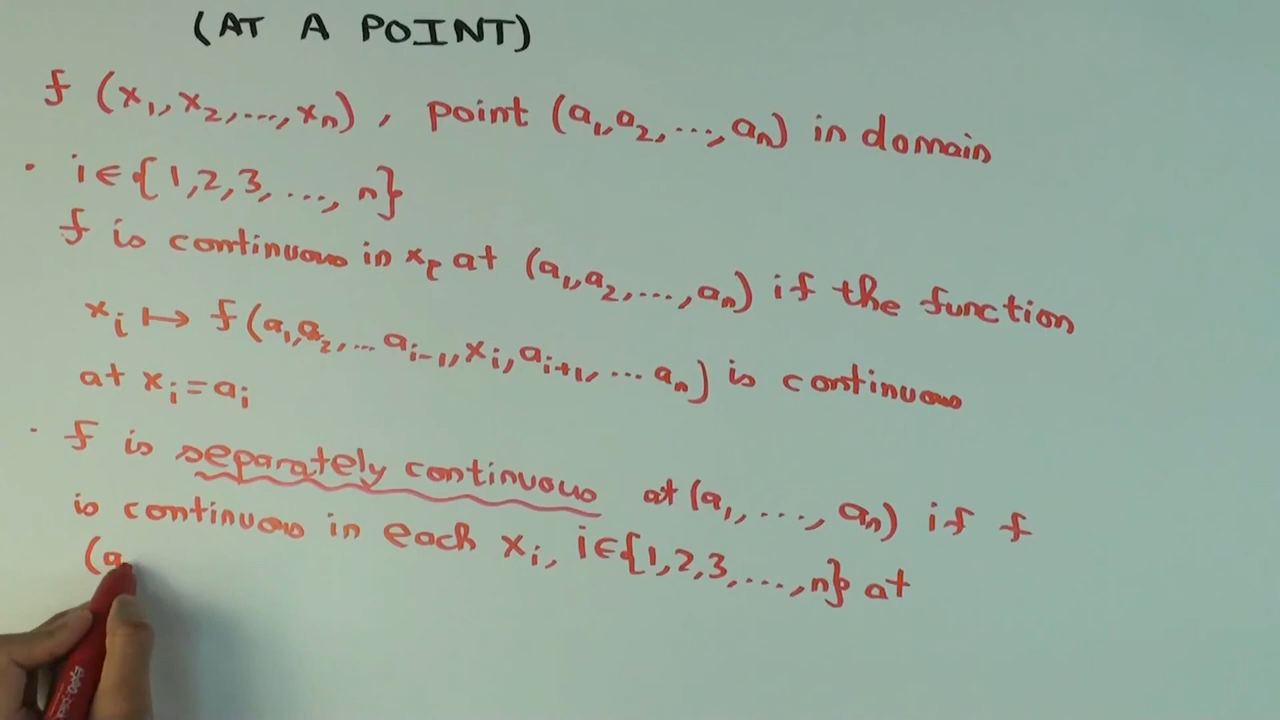 (AT A POINT)
f (x₁, x₂, ..., xₙ), point (a₁, a₂, ..., aₙ) in domain
· i∈{1,2,3, ..., n}
f is continuous in xᵢ at (a₁, a₂, ..., aₙ) if the function
xᵢ ↦ f(a₁, a₂, ... aᵢ₋₁, xᵢ, aᵢ₊₁, ... aₙ) is continuous
at xᵢ = aᵢ
· f is separately continuous at (a₁, ..., aₙ) if f
is continuous in each xᵢ, i∈{1,2,3, ..., n} at
(a